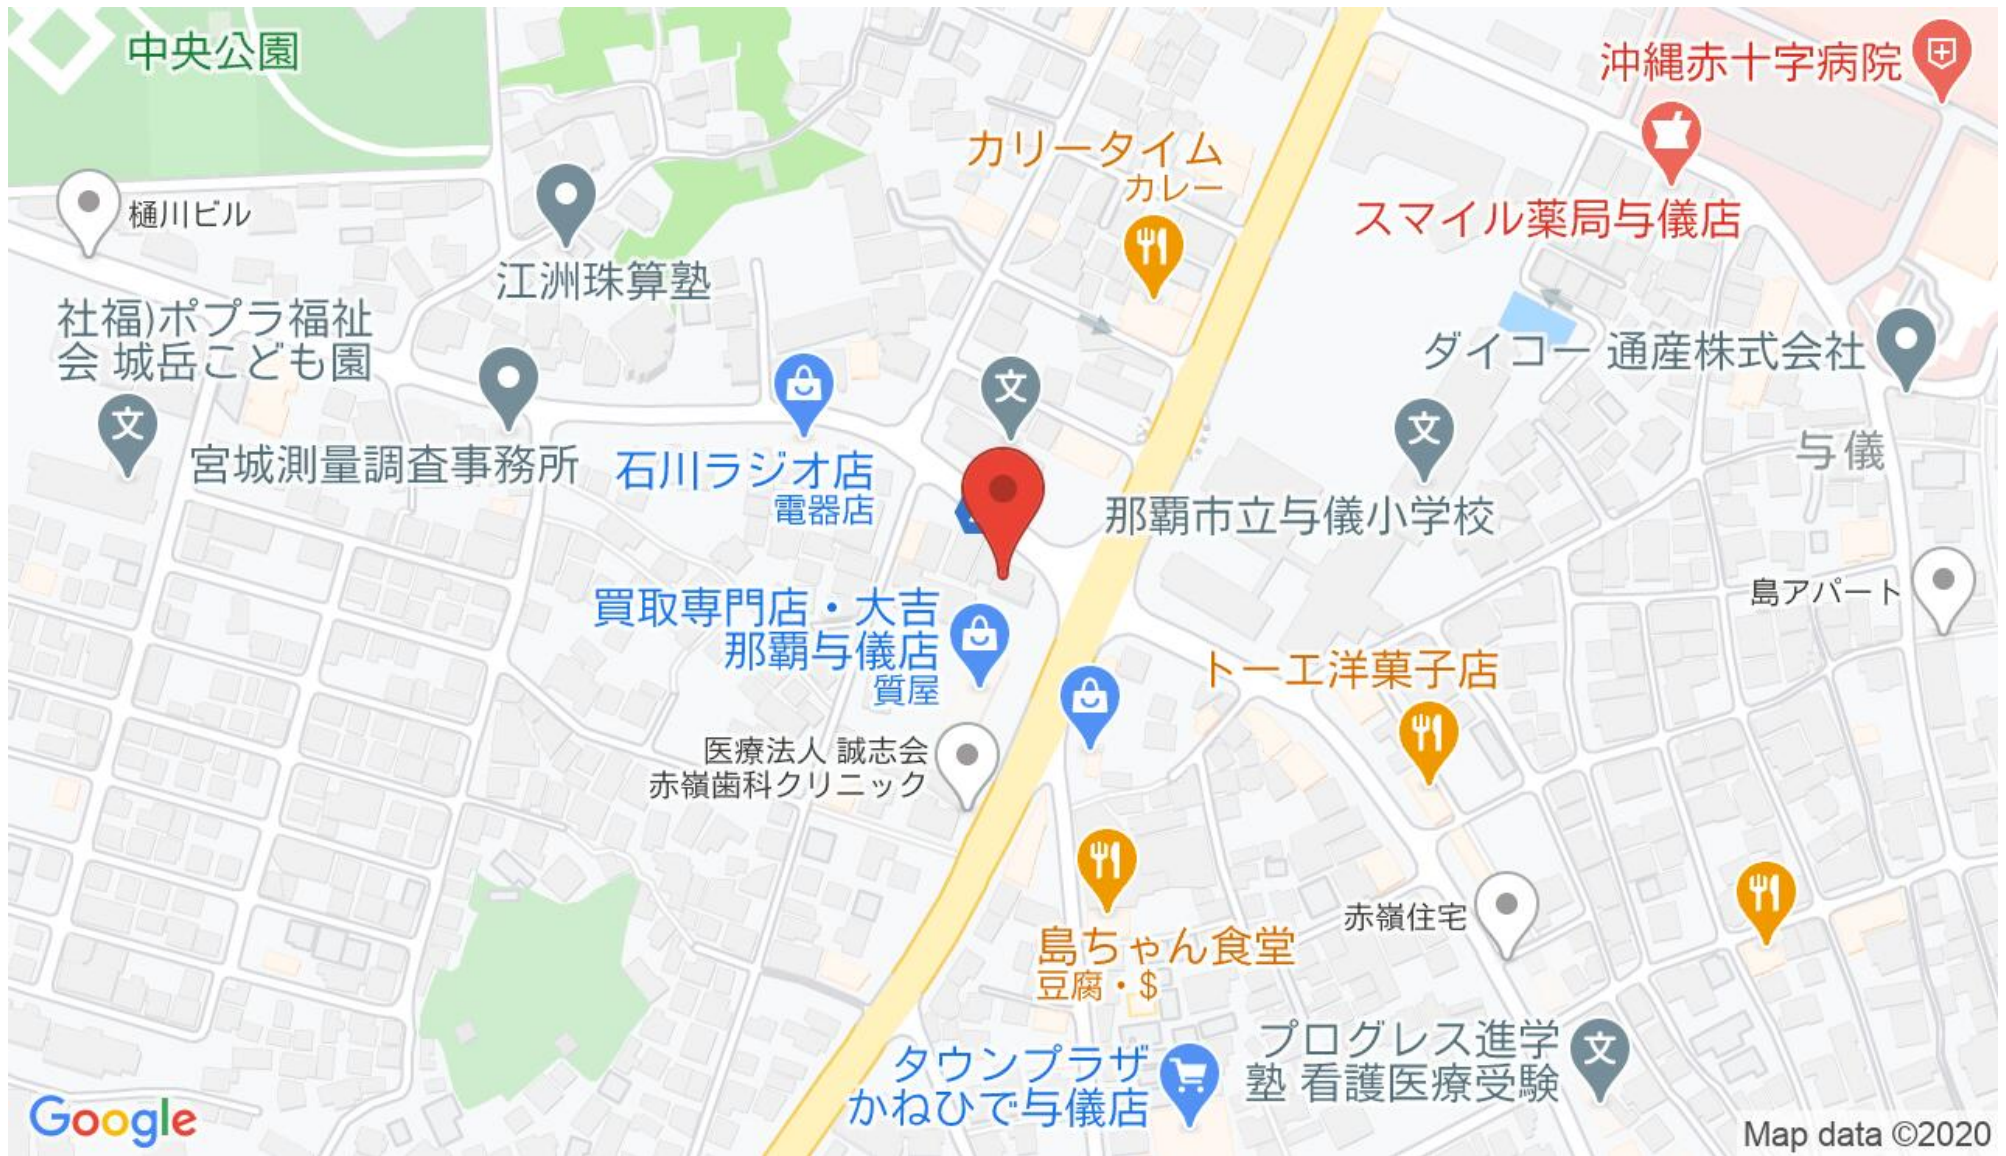 中央公園
沖縄赤十字病院
カリータイム
カレー
スマイル薬局与儀店
樋川ビル
江洲珠算塾
社福)ポプラ福祉
会 城岳こども園
ダイコー 通産株式会社
文
文
文
宮城測量調査事務所
石川ラジオ店
電器店
与儀
那覇市立与儀小学校
島アパート
買取専門店・大吉
那覇与儀店
質屋
トーエ洋菓子店
医療法人 誠志会
赤嶺歯科クリニック
赤嶺住宅
島ちゃん食堂
豆腐・$
プログレス進学
塾 看護医療受験
文
タウンプラザ
かねひで与儀店
Google
Map data ©2020